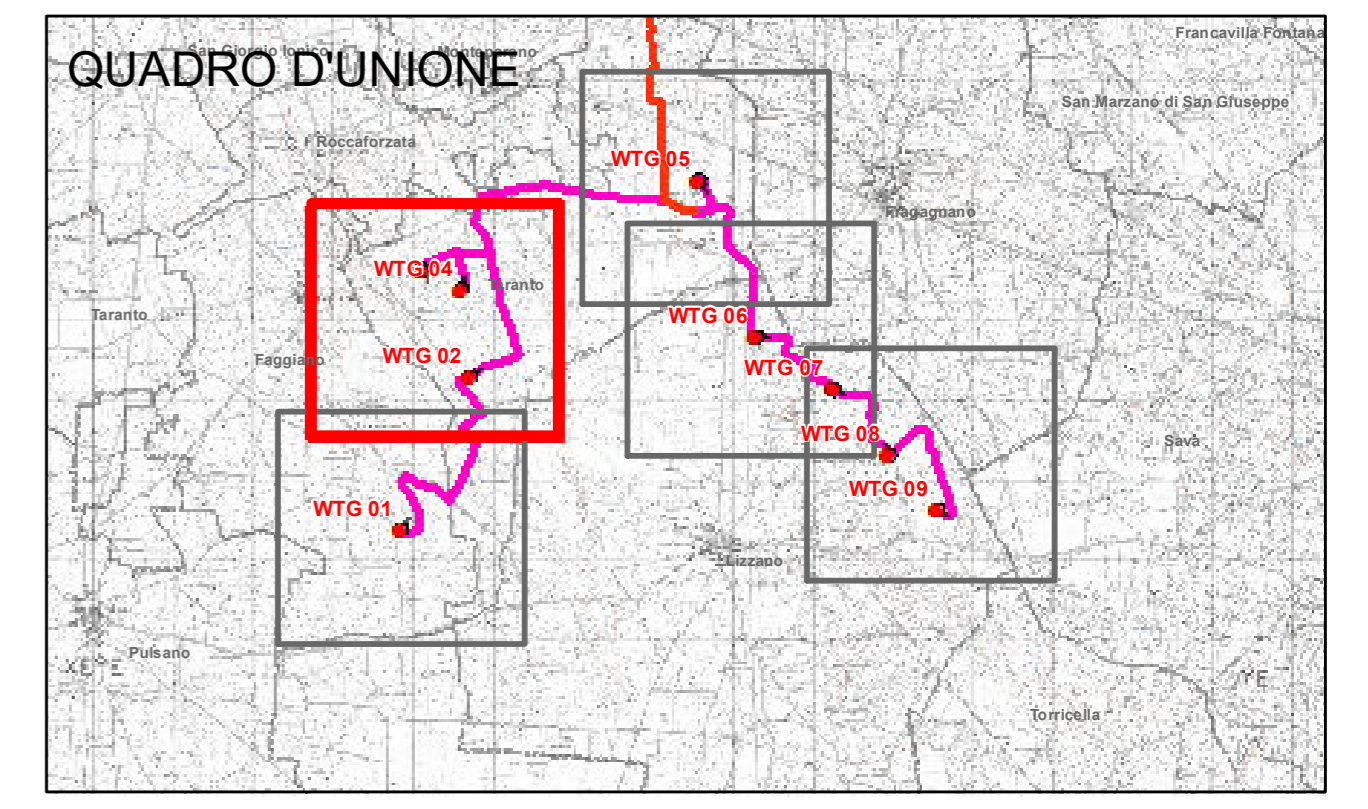 Francavilla Fontana
San Giorgio Ionico
Monteparano
QUADRO D'UNIONE
San Marzano di San Giuseppe
Roccaforzata
WTG 05
Fragagnano
WTG 04
Taranto
Taranto
WTG 06
WTG 02
Faggiano
WTG 07
WTG 08
Sava
WTG 09
WTG 01
Lizzano
Pulsano
Torricella